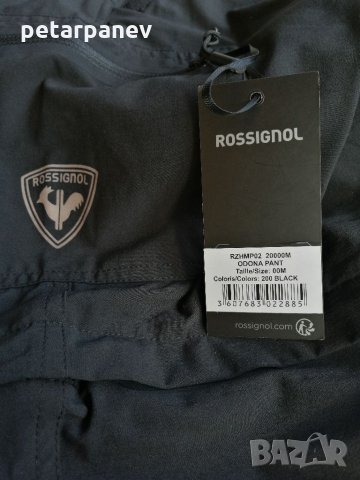 petarpanev
ROSSIGNOL
ROSSIGNOL
RZHMP02 20000M
ODONA PANT
Taille/Size: 00M
Coloris/Colors: 200 BLACK
3 607683 022885
rossignol.com
BAZAR